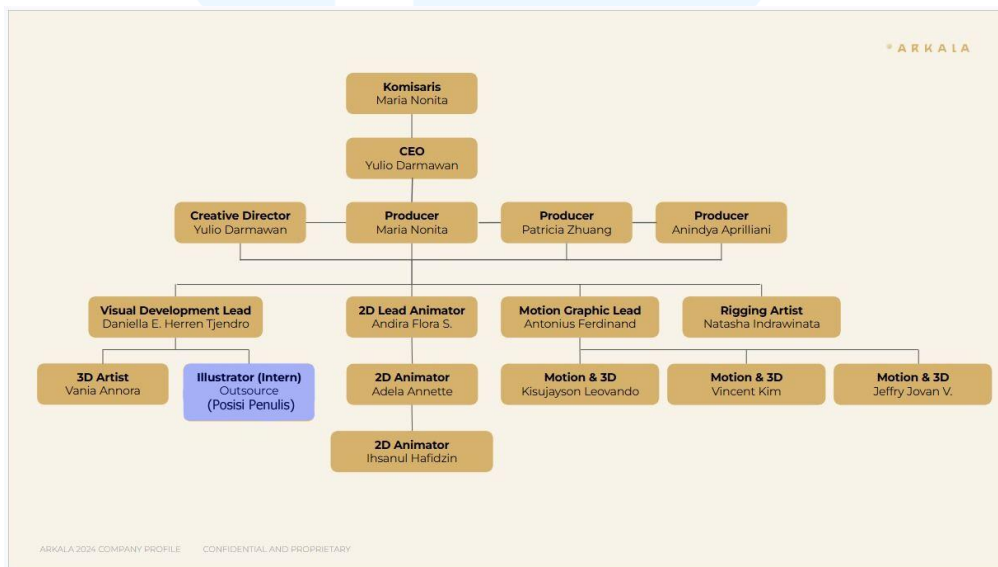 ARKALA
Komisaris
Maria Nonita
CEO
Yulio Darmawan
Creative Director
Yulio Darmawan
Producer
Maria Nonita
Producer
Patricia Zhuang
Producer
Anindya Aprilliani
Visual Development Lead
Daniella E. Herren Tjendro
2D Lead Animator
Andira Flora S.
Motion Graphic Lead
Antonius Ferdinand
Rigging Artist
Natasha Indrawinata
3D Artist
Vania Annora
Illustrator (Intern)
Outsource
(Posisi Penulis)
2D Animator
Adela Annette
Motion & 3D
Kisujayson Leovando
Motion & 3D
Vincent Kim
Motion & 3D
Jeffry Jovan V.
2D Animator
Ihsanul Hafidzin
ARKALA 2024 COMPANY PROFILE CONFIDENTIAL AND PROPRIETARY